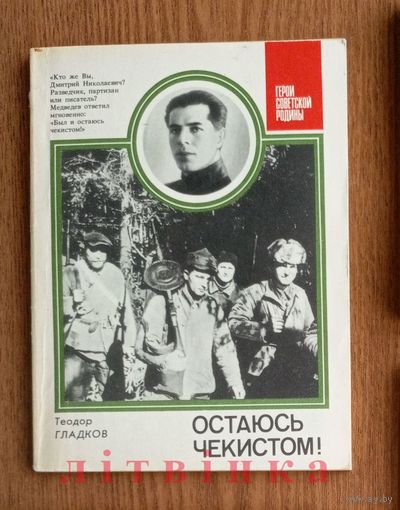 «Кто же Вы,
Дмитрий Николаевич?
Разведчик, партизан
или писатель?
Медведев ответил
мгновенно:
«Был и остаюсь
чекистом!»
ГЕРОИ
СОВЕТСКОЙ
РОДИНЫ
Теодор
ГЛАДКОВ
ОСТАЮСЬ
ЧЕКИСТОМ!
літвінка